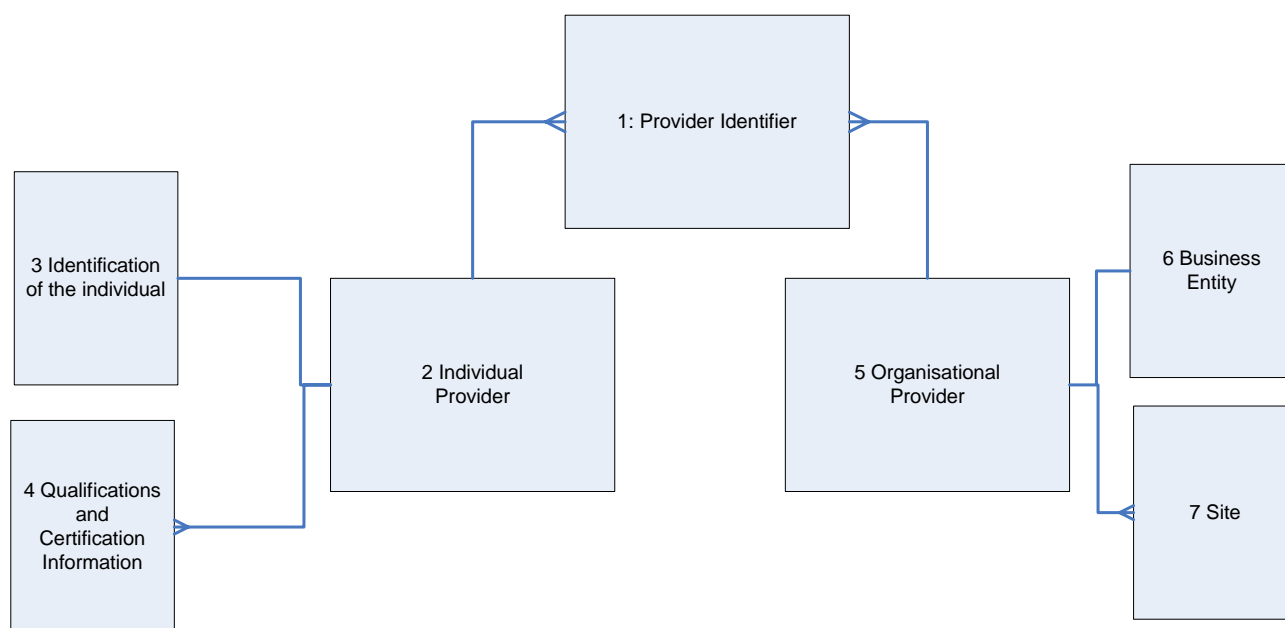 1: Provider Identifier
3 Identification
of the individual
2 Individual
Provider
4 Qualifications
and
Certification
Information
5 Organisational
Provider
6 Business
Entity
7 Site